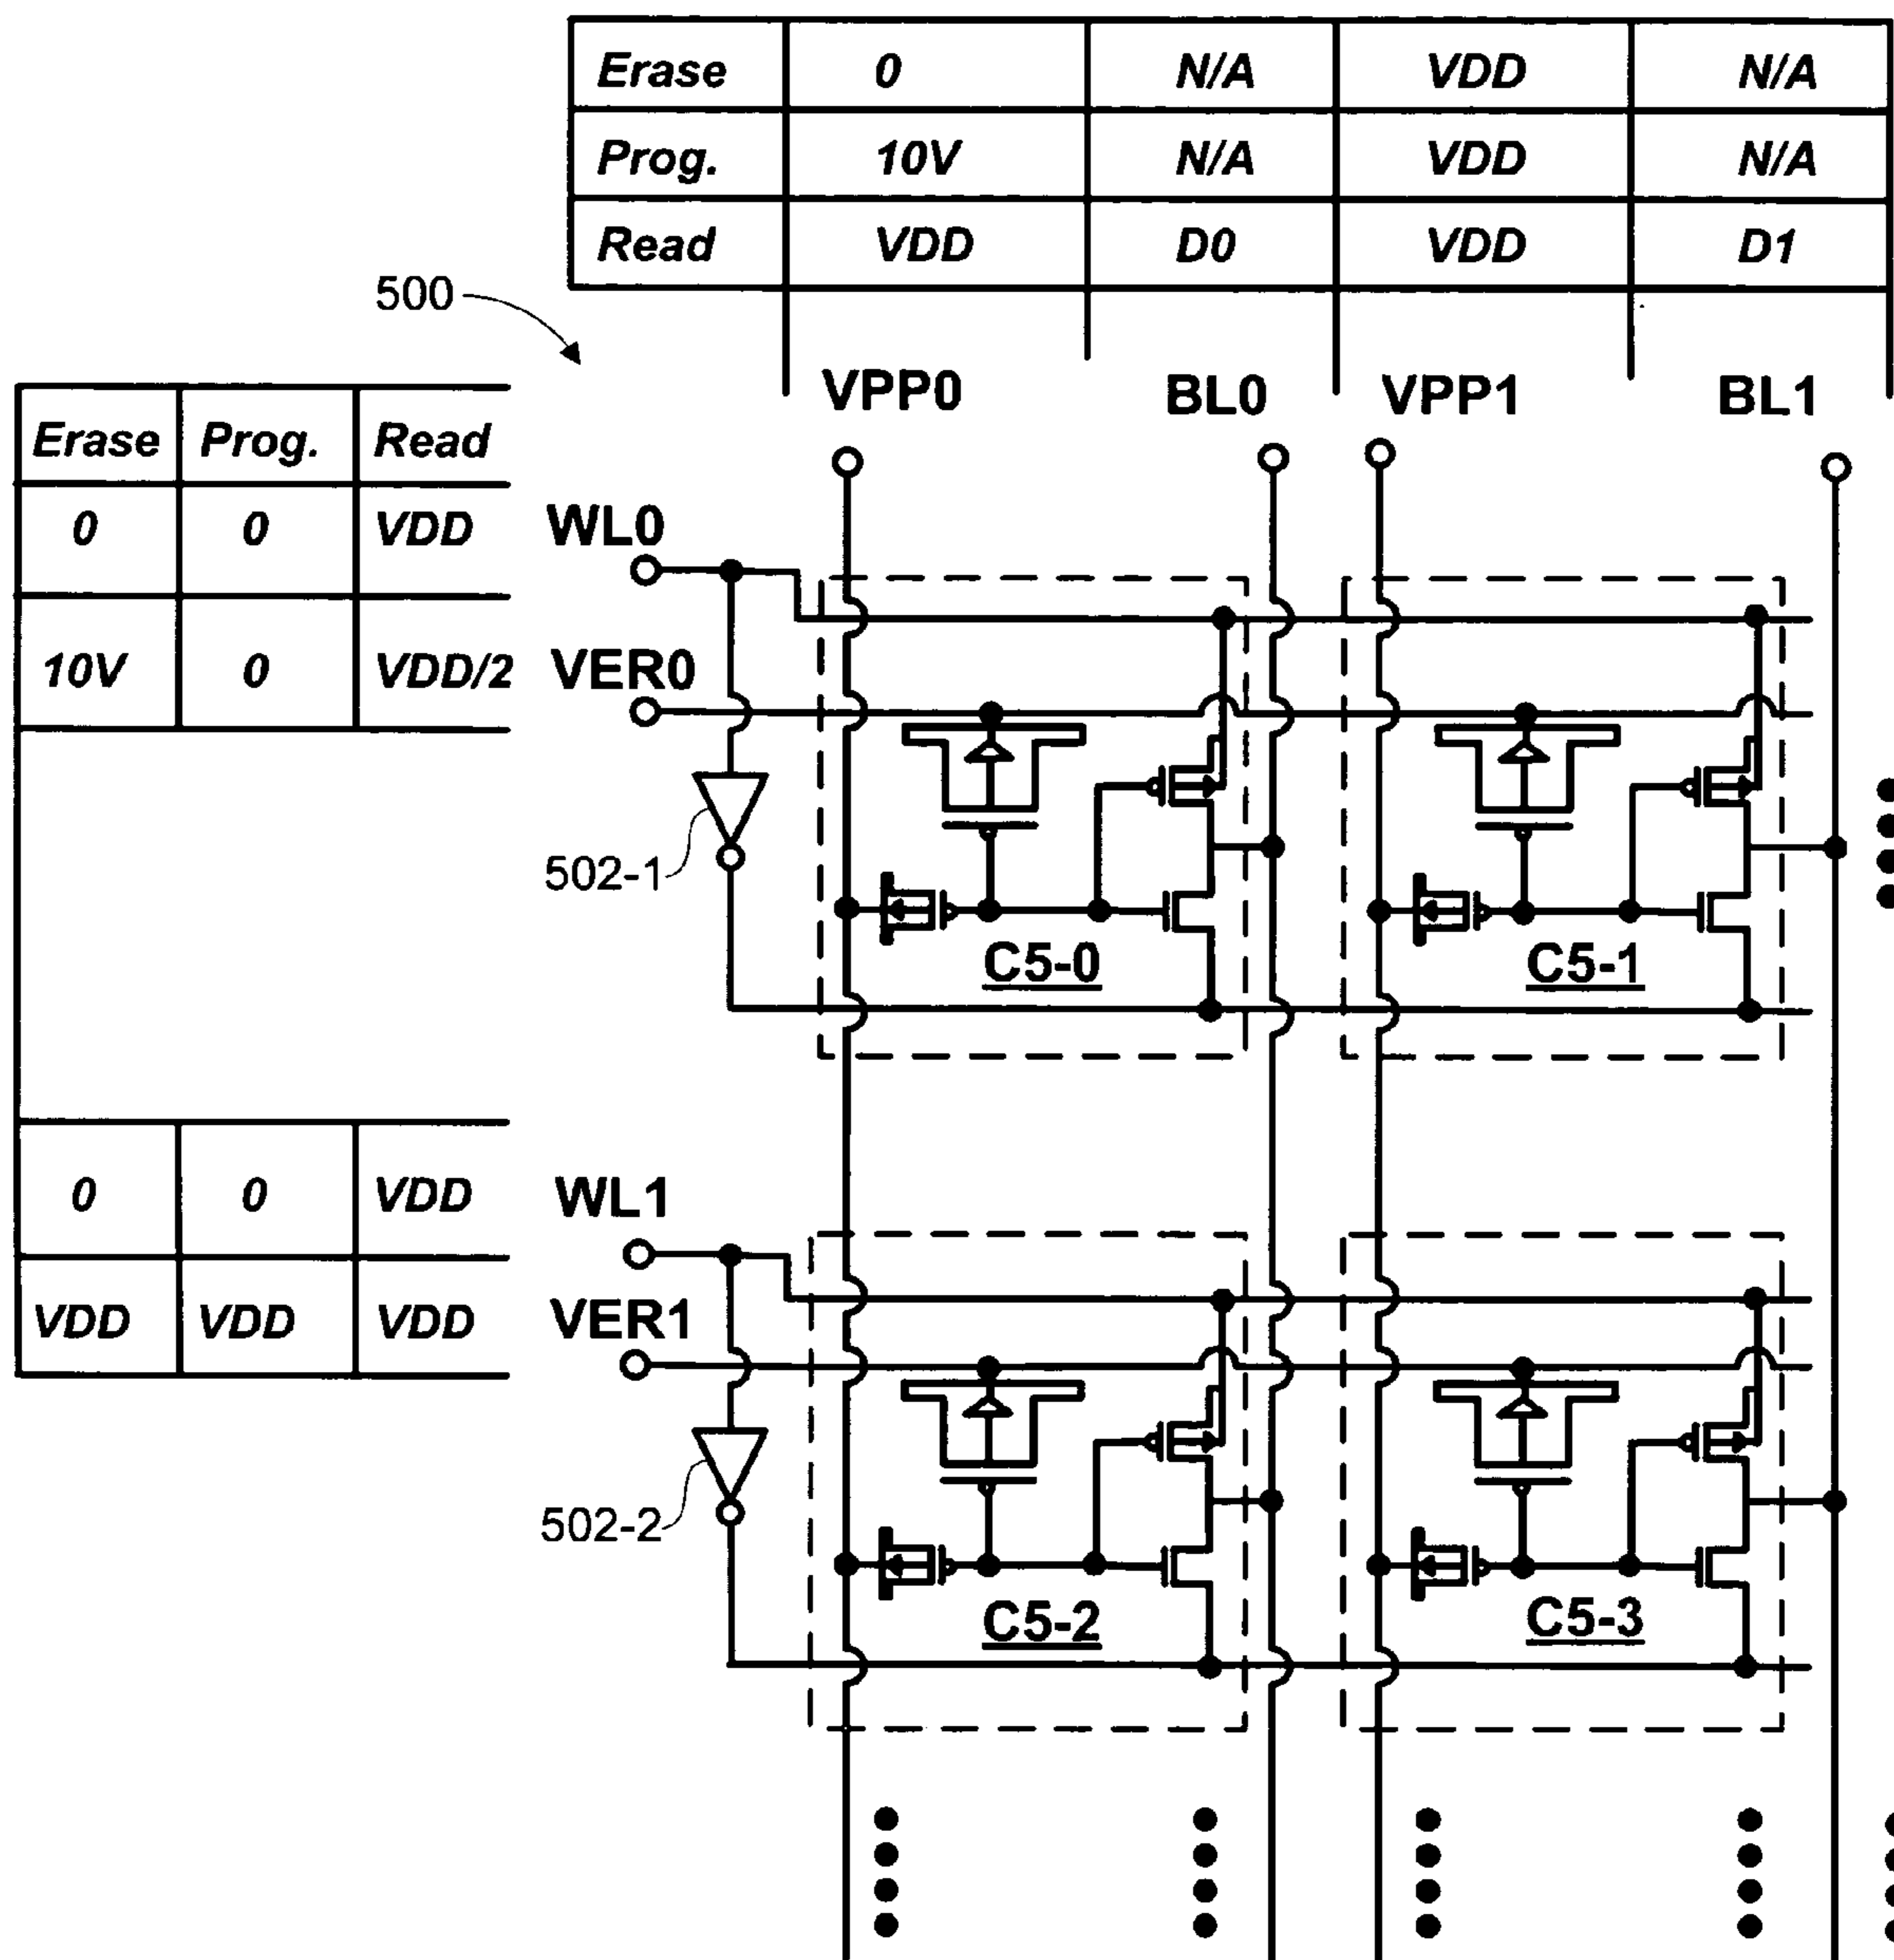 Erase 0 N/A VDD N/A
Prog. 10V N/A VDD N/A
Read VDD D0 VDD D1
500
VPP0 BL0 VPP1 BL1
Erase Prog. Read
0 0 VDD WL0
10V 0 VDD/2 VER0
502-1
C5-0 C5-1
0 0 VDD WL1
VDD VDD VDD VER1
502-2
C5-2 C5-3